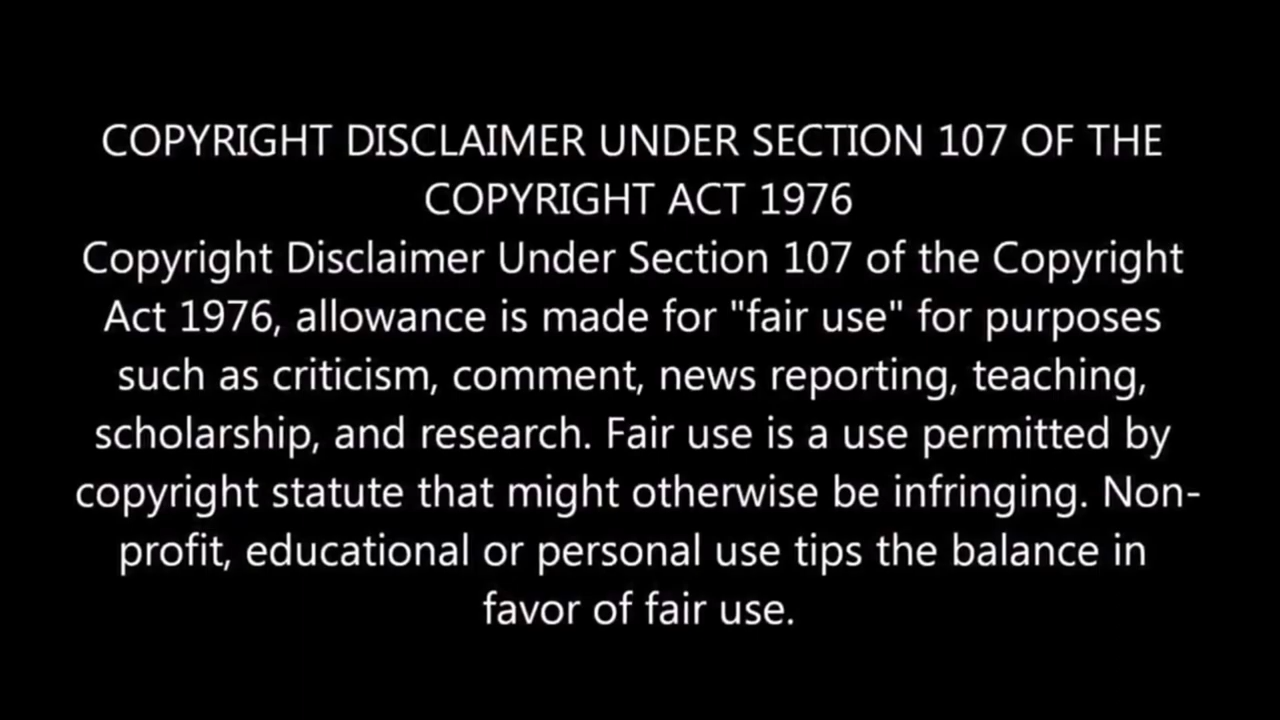 COPYRIGHT DISCLAIMER UNDER SECTION 107 OF THE
COPYRIGHT ACT 1976
Copyright Disclaimer Under Section 107 of the Copyright
Act 1976, allowance is made for "fair use" for purposes
such as criticism, comment, news reporting, teaching,
scholarship, and research. Fair use is a use permitted by
copyright statute that might otherwise be infringing. Non-
profit, educational or personal use tips the balance in
favor of fair use.